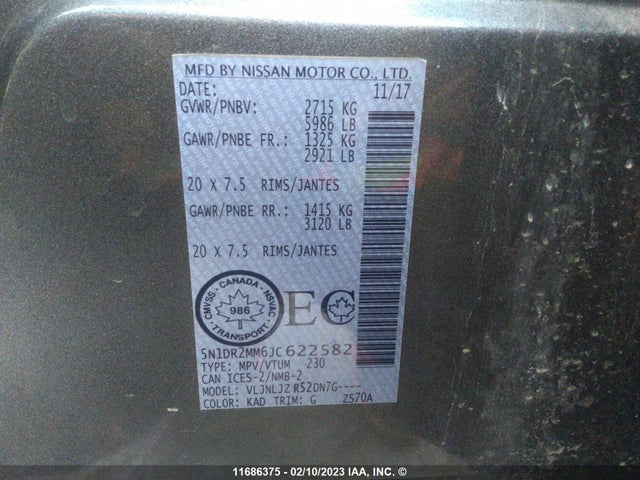 MFD BY NISSAN MOTOR CO., LTD.
DATE: 11/17
GVWR/PNBV: 2715 KG
5986 LB
GAWR/PNBE FR.: 1325 KG
2921 LB
20 X 7.5 RIMS/JANTES
GAWR/PNBE RR.: 1415 KG
3120 LB
20 X 7.5 RIMS/JANTES
CMVSS · CANADA · NSVAC
986
TRANSPORT
EC
5N1DR2MM6JC622582
TYPE: MPV/VTUM 230
CAN ICES-2/NMB-2
MODEL: VLJNLJZ R52DN7G----
COLOR: KAD TRIM: G ZS70A
11686375 - 02/10/2023 IAA, INC. ©